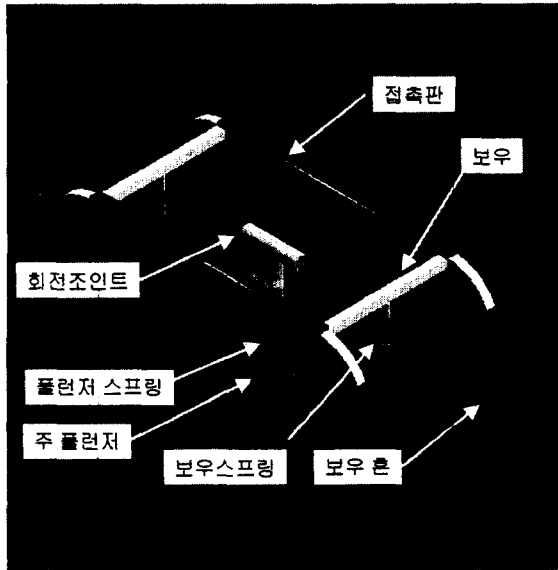 접촉판
보우
회전조인트
플런저 스프링
주 플런저
보우스프링
보우 혼